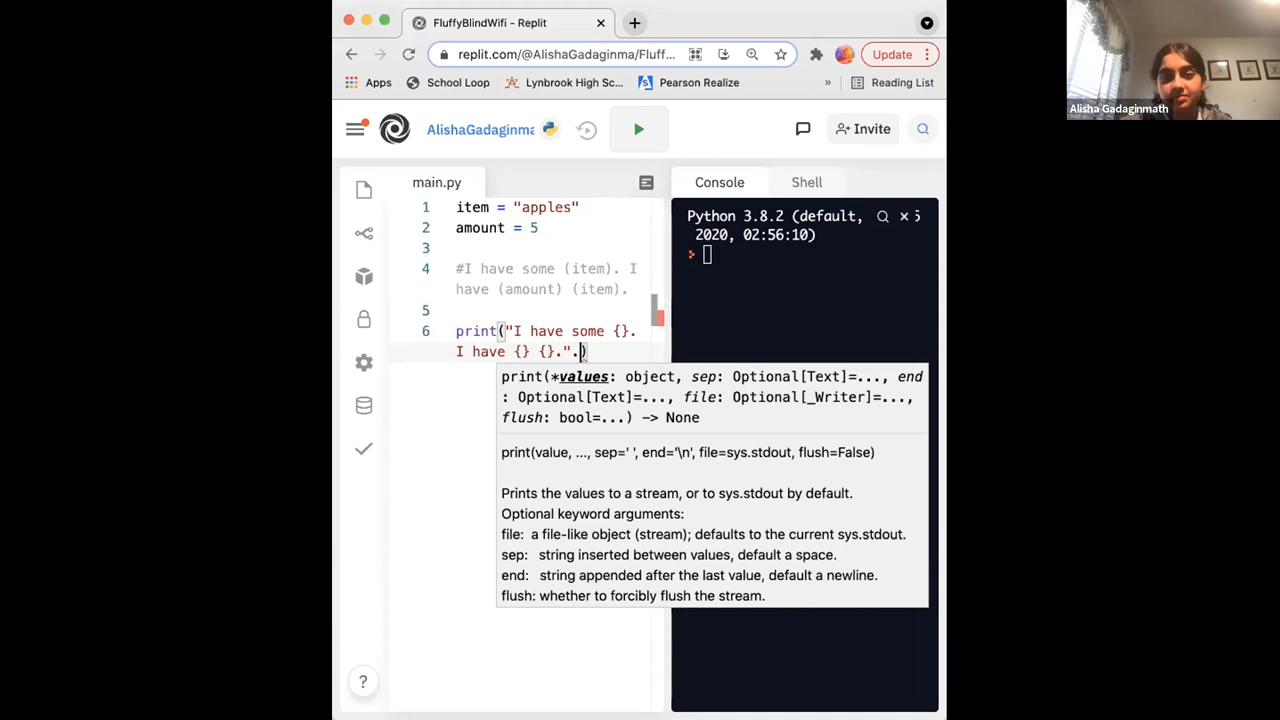 FluffyBlindWifi - Replit
replit.com/@AlishaGadaginma/Fluff...
Update
Apps
School Loop
Lynbrook High Sc...
Pearson Realize
»
Reading List
Alisha Gadaginmath
AlishaGadaginma
Invite
main.py
Console
Shell
1 item = "apples"
2 amount = 5
3
4 #I have some (item). I
have (amount) (item).
5
6 print("I have some {}.
I have {} {}.".)
Python 3.8.2 (default, 6
2020, 02:56:10)
print(*values: object, sep: Optional[Text]=..., end
: Optional[Text]=..., file: Optional[_Writer]=...,
flush: bool=...) -> None
print(value, ..., sep=' ', end='\n', file=sys.stdout, flush=False)
Prints the values to a stream, or to sys.stdout by default.
Optional keyword arguments:
file: a file-like object (stream); defaults to the current sys.stdout.
sep: string inserted between values, default a space.
end: string appended after the last value, default a newline.
flush: whether to forcibly flush the stream.
?